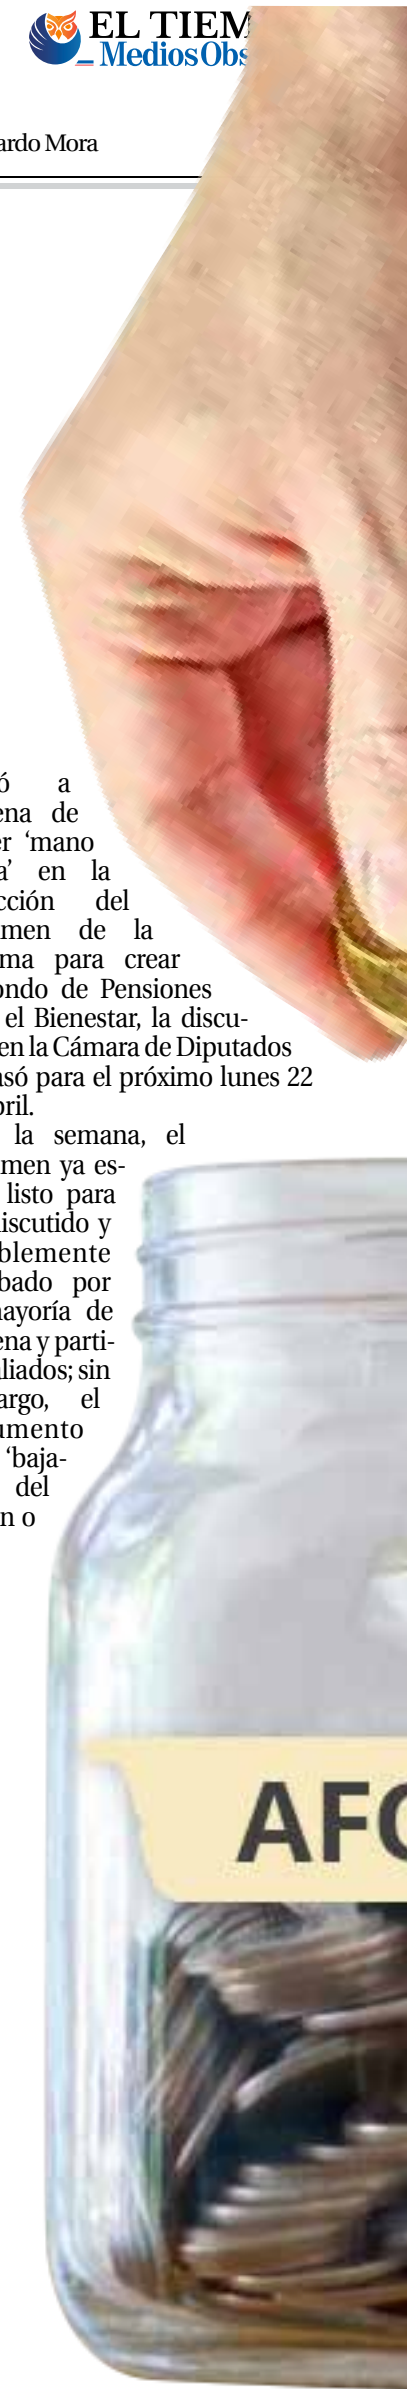 EL TIEM
MediosObs
ardo Mora
ó a
ena de
er ‘mano
a’ en la
cción del
men de la
ma para crear
ondo de Pensiones
el Bienestar, la discu-
en la Cámara de Diputados
só para el próximo lunes 22
bril.
la semana, el
men ya es-
listo para
iscutido y
blemente
bado por
ayoría de
ena y parti-
liados; sin
argo, el
umento
‘baja-
del
n o
AFO